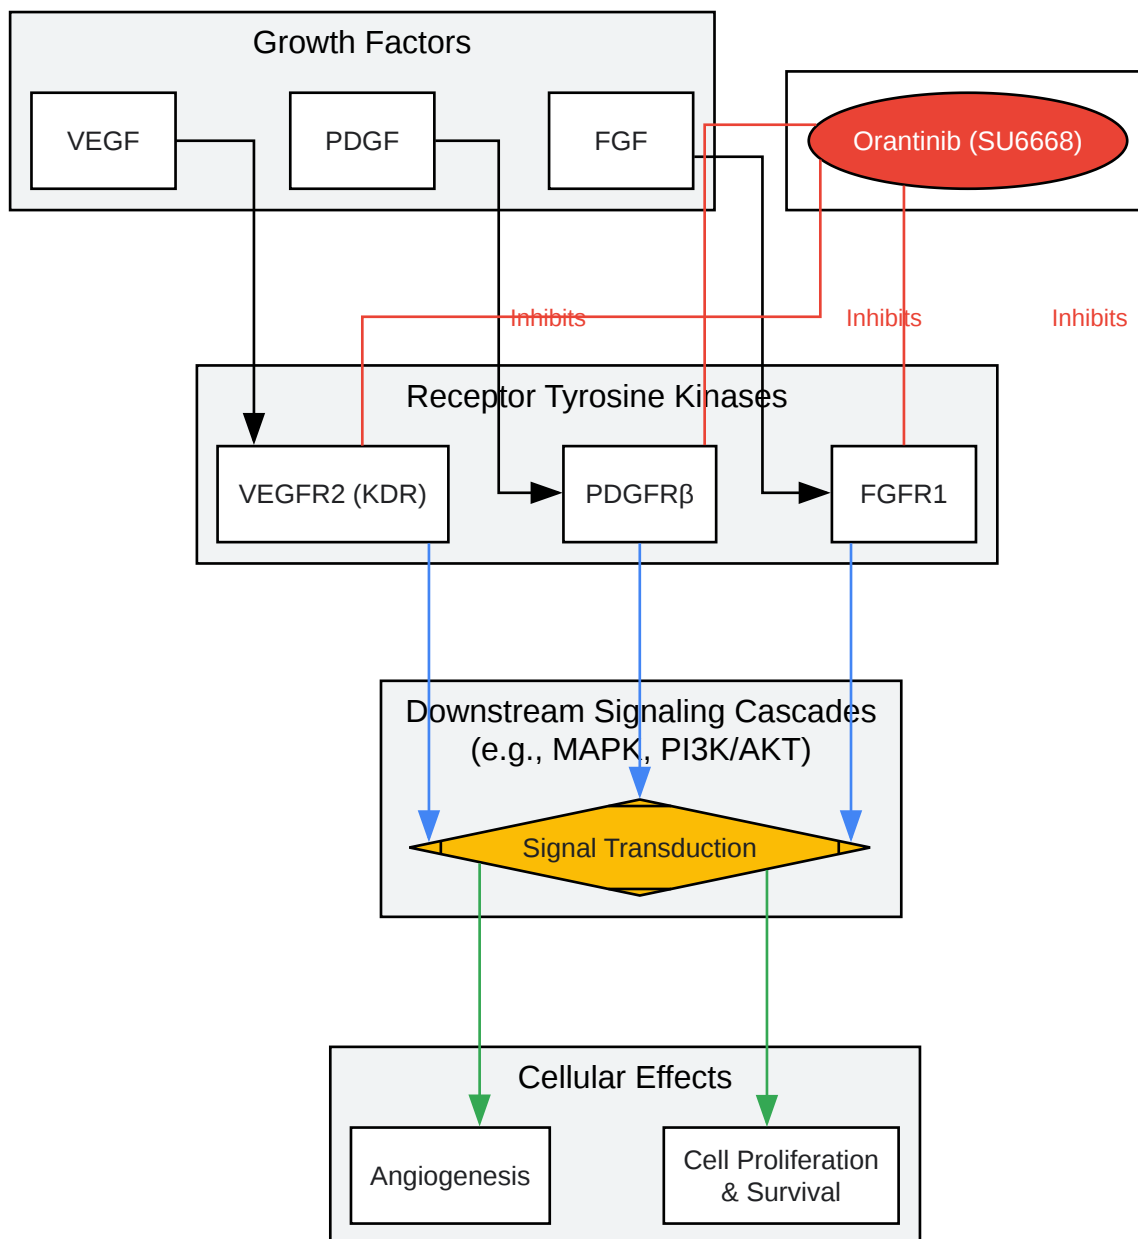 Growth Factors
VEGF
PDGF
FGF
Orantinib (SU6668)
Inhibits
Inhibits
Inhibits
Receptor Tyrosine Kinases
VEGFR2 (KDR)
PDGFRβ
FGFR1
Downstream Signaling Cascades
(e.g., MAPK, PI3K/AKT)
Signal Transduction
Cellular Effects
Angiogenesis
Cell Proliferation
& Survival